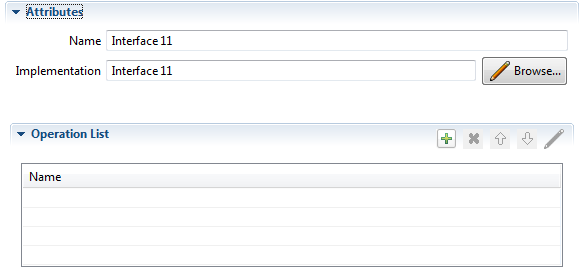 Attributes
Name Interface 11
Implementation Interface 11 Browse...
Operation List
Name